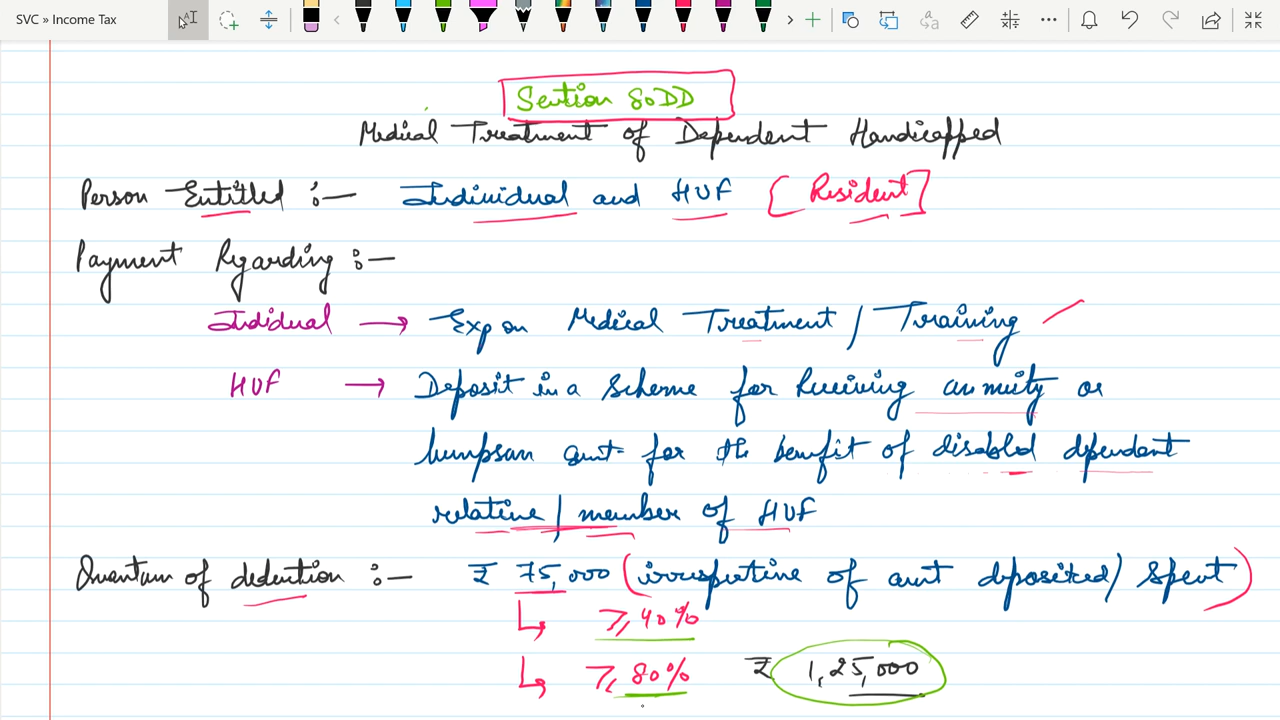 SVC » Income Tax
Section 80DD
Medical Treatment of Dependent Handicapped
Person Entitled :— Individual and HUF [Resident]
Payment Regarding :—
Individual → Exp on Medical Treatment / Training
HUF → Deposit in a scheme for Receiving annuity or
lumpsum amt for the benefit of disabled dependent
relative / member of HUF
Quantum of deduction :— ₹ 75,000 (irrespective of amt deposited / spent)
↳ ≥ 40%
↳ ≥ 80% ₹ 1,25,000